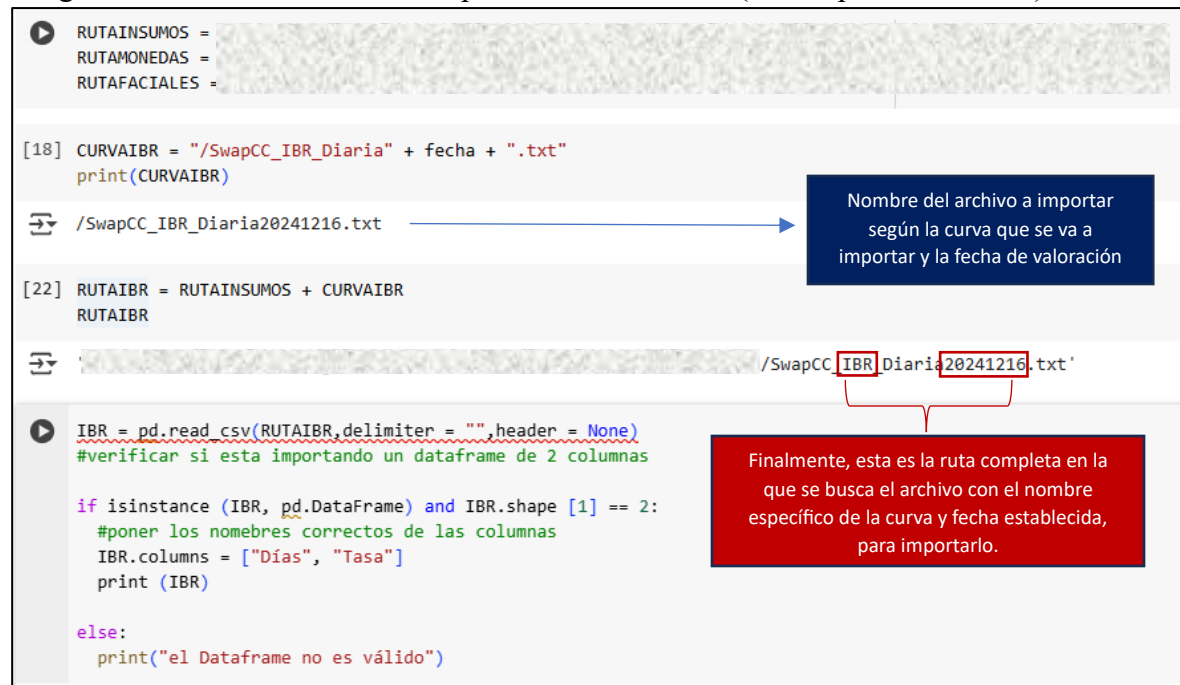 RUTAINSUMOS =
RUTAMONEDAS =
RUTAFACIALES =
[18] CURVAIBR = "/SwapCC_IBR_Diaria" + fecha + ".txt"
print(CURVAIBR)
/SwapCC_IBR_Diaria20241216.txt
Nombre del archivo a importar
según la curva que se va a
importar y la fecha de valoración
[22] RUTAIBR = RUTAINSUMOS + CURVAIBR
RUTAIBR
/SwapCC_IBR_Diaria20241216.txt'
IBR = pd.read_csv(RUTAIBR,delimiter = "",header = None)
#verificar si esta importando un dataframe de 2 columnas
if isinstance (IBR, pd.DataFrame) and IBR.shape [1] == 2:
#poner los nomebres correctos de las columnas
IBR.columns = ["Días", "Tasa"]
print (IBR)
else:
print("el Dataframe no es válido")
Finalmente, esta es la ruta completa en la
que se busca el archivo con el nombre
específico de la curva y fecha establecida,
para importarlo.